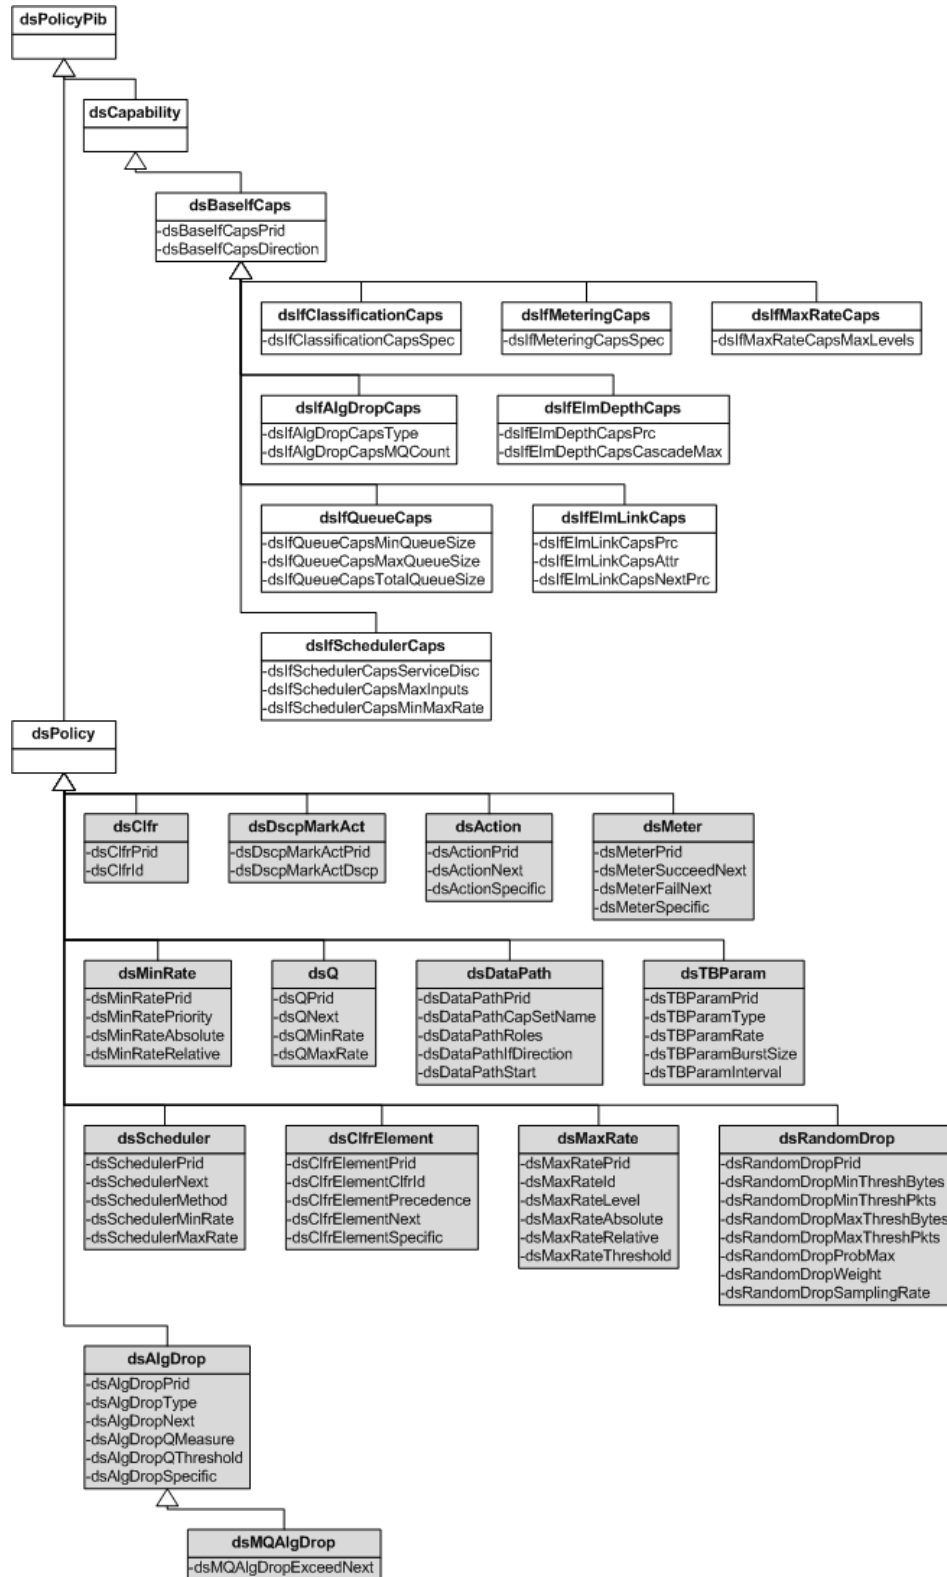 dsPolicyPib
dsCapability
dsBaseIfCaps
-dsBaseIfCapsPrid
-dsBaseIfCapsDirection
dsIfClassificationCaps
-dsIfClassificationCapsSpec
dsIfMeteringCaps
-dsIfMeteringCapsSpec
dsIfMaxRateCaps
-dsIfMaxRateCapsMaxLevels
dsIfAlgDropCaps
-dsIfAlgDropCapsType
-dsIfAlgDropCapsMQCount
dsIfElmDepthCaps
-dsIfElmDepthCapsPrc
-dsIfElmDepthCapsCascadeMax
dsIfQueueCaps
-dsIfQueueCapsMinQueueSize
-dsIfQueueCapsMaxQueueSize
-dsIfQueueCapsTotalQueueSize
dsIfElmLinkCaps
-dsIfElmLinkCapsPrc
-dsIfElmLinkCapsAttr
-dsIfElmLinkCapsNextPrc
dsIfSchedulerCaps
-dsIfSchedulerCapsServiceDisc
-dsIfSchedulerCapsMaxInputs
-dsIfSchedulerCapsMinMaxRate
dsPolicy
dsClfr
-dsClfrPrid
-dsClfrId
dsDscpMarkAct
-dsDscpMarkActPrid
-dsDscpMarkActDscp
dsAction
-dsActionPrid
-dsActionNext
-dsActionSpecific
dsMeter
-dsMeterPrid
-dsMeterSucceedNext
-dsMeterFailNext
-dsMeterSpecific
dsMinRate
-dsMinRatePrid
-dsMinRatePriority
-dsMinRateAbsolute
-dsMinRateRelative
dsQ
-dsQPrid
-dsQNext
-dsQMinRate
-dsQMaxRate
dsDataPath
-dsDataPathPrid
-dsDataPathCapSetName
-dsDataPathRoles
-dsDataPathIfDirection
-dsDataPathStart
dsTBParam
-dsTBParamPrid
-dsTBParamType
-dsTBParamRate
-dsTBParamBurstSize
-dsTBParamInterval
dsScheduler
-dsSchedulerPrid
-dsSchedulerNext
-dsSchedulerMethod
-dsSchedulerMinRate
-dsSchedulerMaxRate
dsClfrElement
-dsClfrElementPrid
-dsClfrElementClfrId
-dsClfrElementPrecedence
-dsClfrElementNext
-dsClfrElementSpecific
dsMaxRate
-dsMaxRatePrid
-dsMaxRateId
-dsMaxRateLevel
-dsMaxRateAbsolute
-dsMaxRateRelative
-dsMaxRateThreshold
dsRandomDrop
-dsRandomDropPrid
-dsRandomDropMinThreshBytes
-dsRandomDropMinThreshPkts
-dsRandomDropMaxThreshBytes
-dsRandomDropMaxThreshPkts
-dsRandomDropProbMax
-dsRandomDropWeight
-dsRandomDropSamplingRate
dsAlgDrop
-dsAlgDropPrid
-dsAlgDropType
-dsAlgDropNext
-dsAlgDropQMeasure
-dsAlgDropQThreshold
-dsAlgDropSpecific
dsMQAlgDrop
-dsMQAlgDropExceedNext